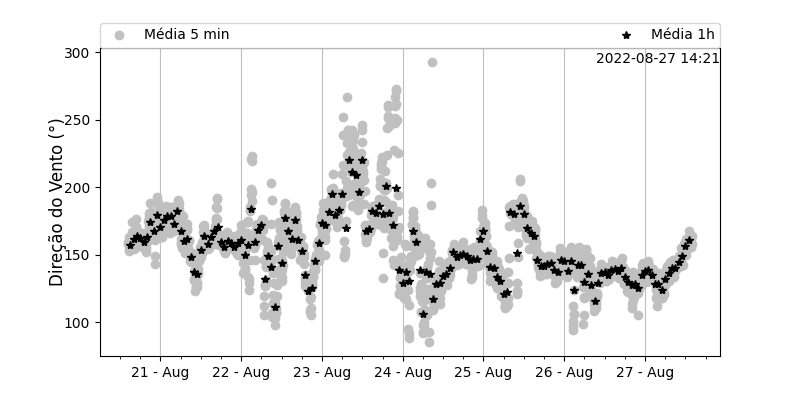 Média 5 min
Média 1h
2022-08-27 14:21
Direção do Vento (°)
300
250
200
150
100
21 - Aug
22 - Aug
23 - Aug
24 - Aug
25 - Aug
26 - Aug
27 - Aug